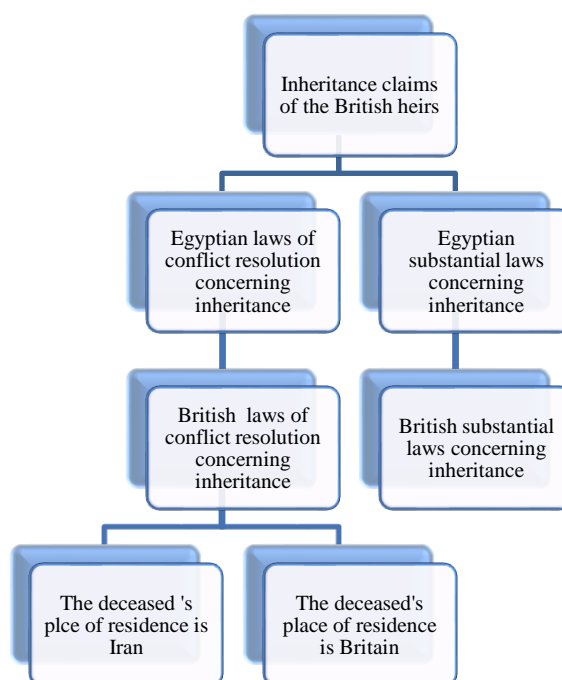 Inheritance claims
of the British heirs
Egyptian laws of
conflict resolution
concerning
inheritance
Egyptian
substantial laws
concerning
inheritance
British laws of
conflict resolution
concerning
inheritance
British substantial
laws concerning
inheritance
The deceased 's
plce of residence is
Iran
The deceased's
place of residence
is Britain